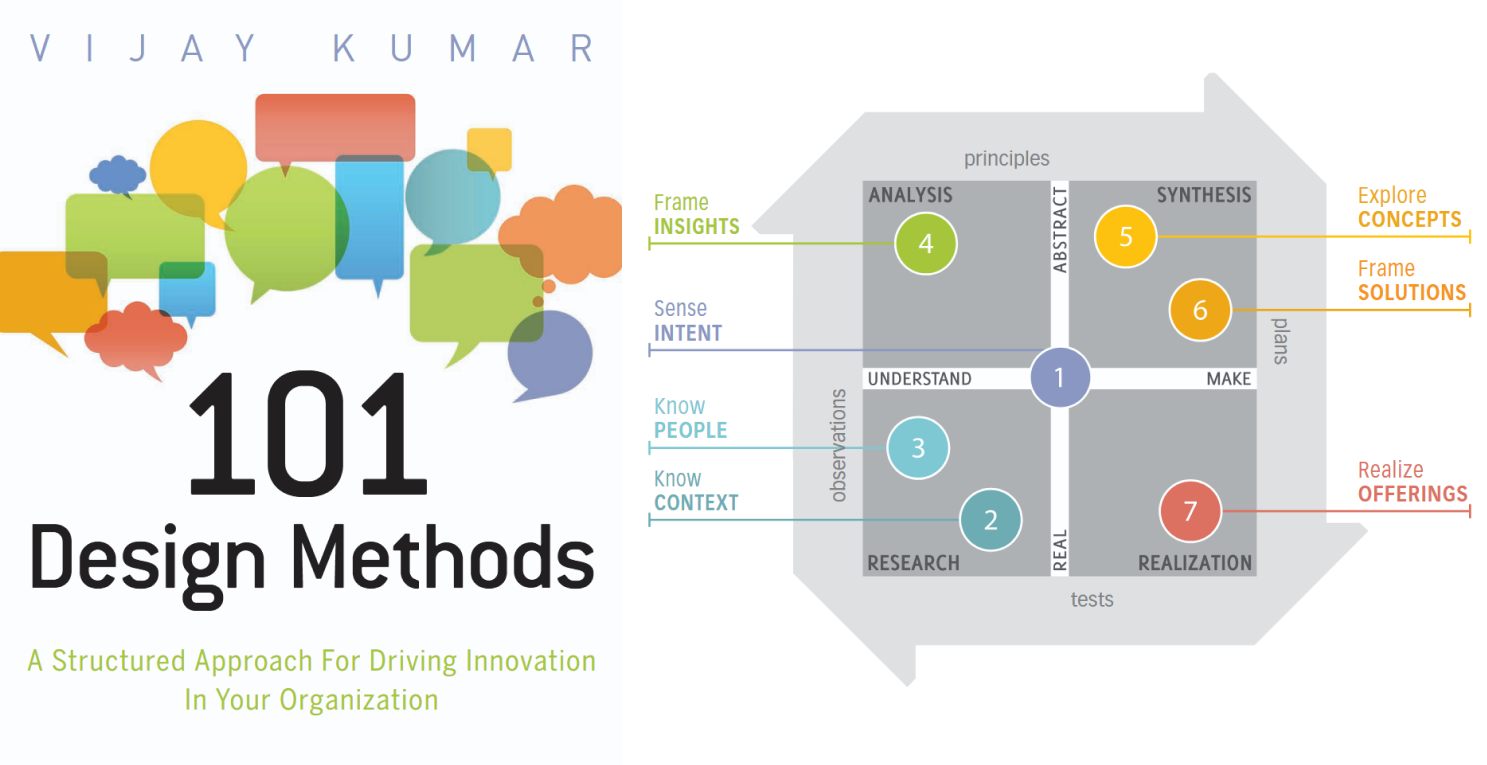 VIJAY KUMAR
101
Design Methods
A Structured Approach For Driving Innovation
In Your Organization
principles
ANALYSIS
SYNTHESIS
ABSTRACT
Frame
INSIGHTS
4
5
Explore
CONCEPTS
6
Frame
SOLUTIONS
Sense
INTENT
plans
UNDERSTAND
1
MAKE
Know
PEOPLE
observations
3
Know
CONTEXT
2
7
Realize
OFFERINGS
RESEARCH
REAL
REALIZATION
tests